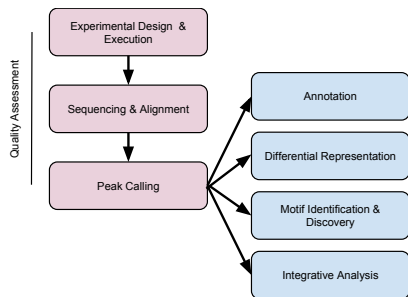 Quality Assessment
Experimental Design &
Execution
Sequencing & Alignment
Peak Calling
Annotation
Differential Representation
Motif Identification &
Discovery
Integrative Analysis